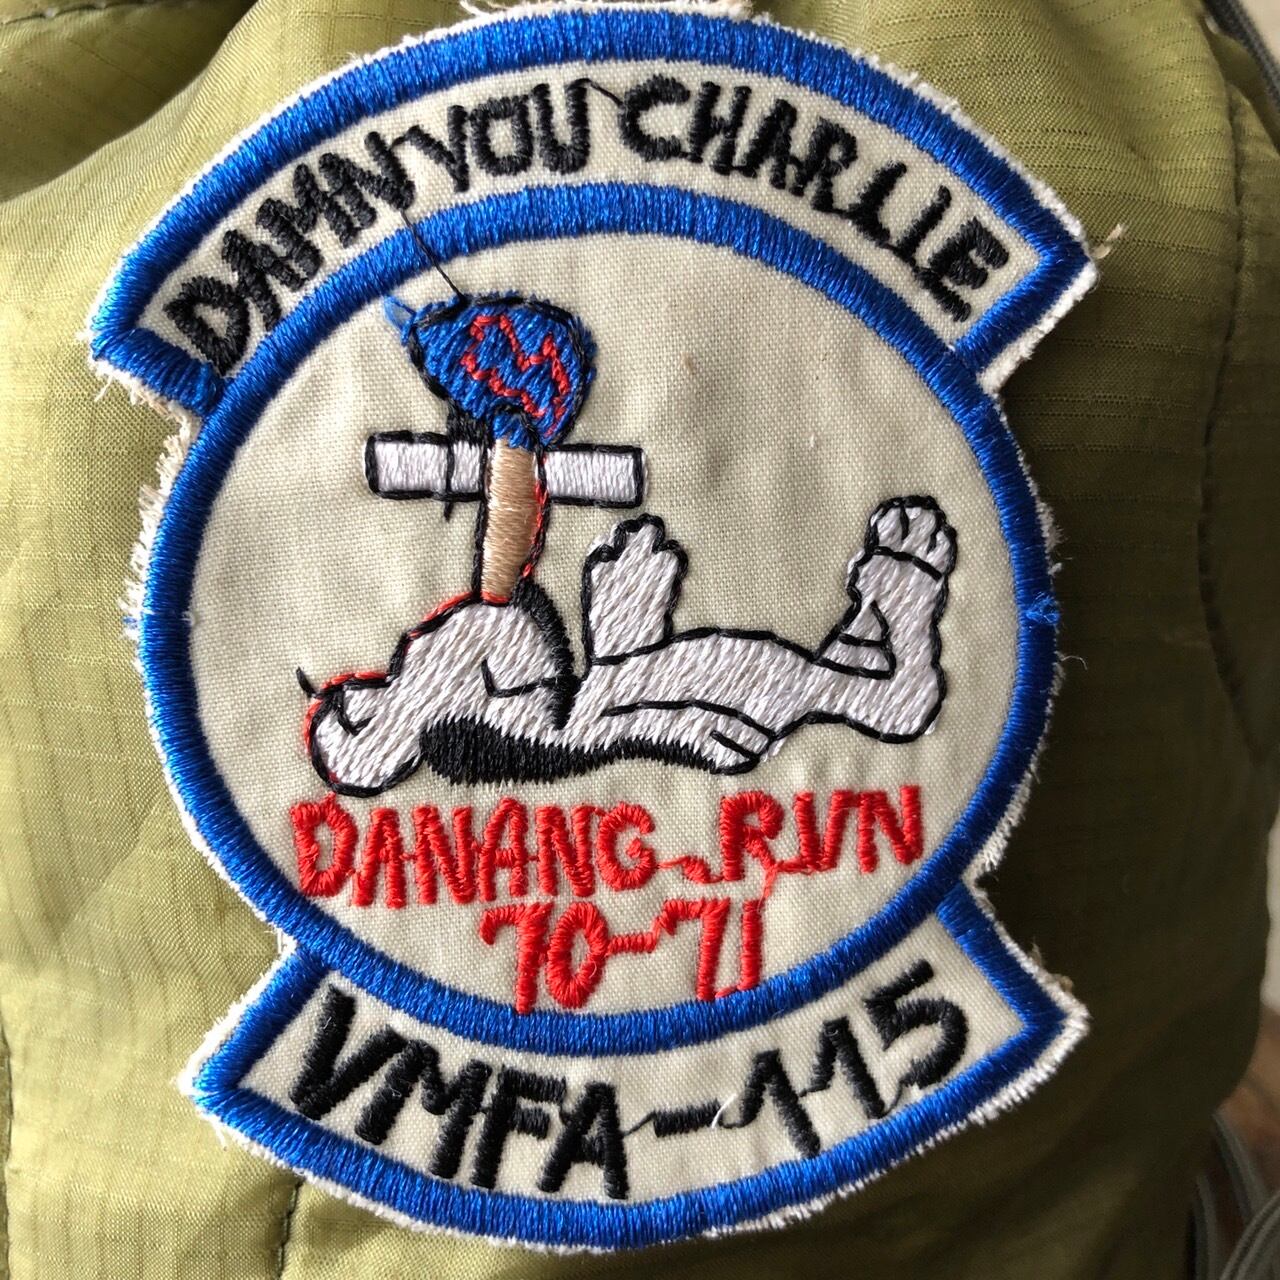 DAMN YOU CHARLIE
DANANG RVN
70-71
VMFA-115